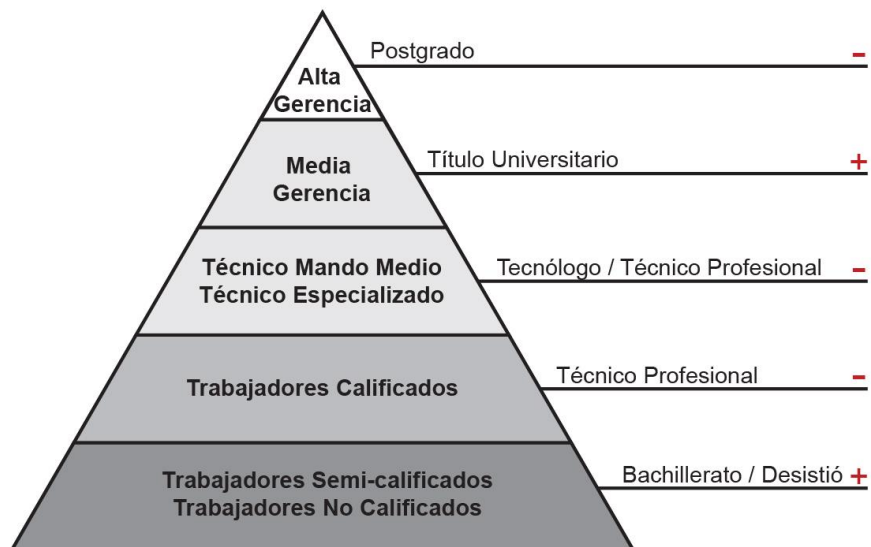 Postgrado -
Alta
Gerencia
Título Universitario +
Media
Gerencia
Tecnólogo / Técnico Profesional -
Técnico Mando Medio
Técnico Especializado
Técnico Profesional -
Trabajadores Calificados
Bachillerato / Desistió +
Trabajadores Semi-calificados
Trabajadores No Calificados